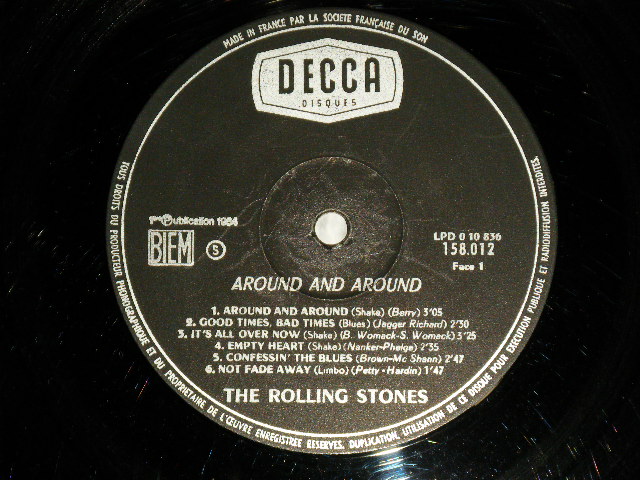 MADE IN FRANCE PAR LA SOCIETE FRANÇAISE DU SON
DECCA
DISQUES
TOUS DROITS DU PRODUCTEUR PHONOGRAPHIQUE ET DU PROPRIETAIRE DE L'ŒUVRE ENREGISTREE RESERVES. DUPLICATION, UTILISATION DE CE DISQUE POUR EXECUTION PUBLIQUE ET RADIODIFFUSION INTERDITES.
1re Publication 1964
BIEM
S
LPD 0 10 836
158.012
Face 1
AROUND AND AROUND
1. AROUND AND AROUND (Shake) (Berry) 3'05
2. GOOD TIMES, BAD TIMES (Blues) (Jagger Richard) 2'30
3. IT'S ALL OVER NOW (Shake) (B. Womack-S. Womack) 3'25
4. EMPTY HEART (Shake) (Nanker-Phelge) 2'35
5. CONFESSIN' THE BLUES (Brown-Mc Shann) 2'47
6. NOT FADE AWAY (Limbo) (Petty-Hardin) 1'47
THE ROLLING STONES